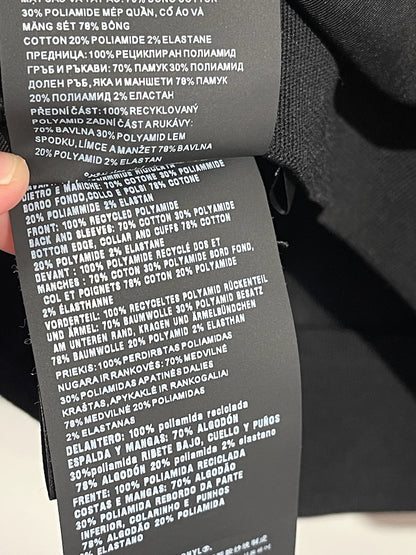 30% POLIAMIDE MÉP QUẦN, CỔ ÁO VÀ
MĂNG SÉT 78% BÔNG
COTTON 20% POLIAMIDE 2% ELASTANE
ПРЕДНИЦА: 100% РЕЦИКЛИРАН ПОЛИАМИД
ГРЪБ И РЪКАВИ: 70% ПАМУК 30% ПОЛИАМИД
ДОЛЕН РЪБ, ЯКА И МАНШЕТИ 78% ПАМУК
20% ПОЛИАМИД 2% ЕЛАСТАН
PŘEDNÍ ČÁST: 100% RECYKLOVANÝ
POLYAMID ZADNÍ ČÁST A RUKÁVY:
70% BAVLNA 30% POLYAMID LEM
SPODKU, LÍMCE A MANŽET 78% BAVLNA
20% POLYAMID 2% ELASTAN
DIETRO E MANICHE: 70% COTONE 30% POLIAMMIDE
BORDO FONDO, COLLO E POLSI 78% COTONE
20% POLIAMMIDE 2% ELASTAN
FRONT: 100% RECYCLED POLYAMIDE
BACK AND SLEEVES: 70% COTTON 30% POLYAMIDE
BOTTOM EDGE, COLLAR AND CUFFS 78% COTTON
20% POLYAMIDE 2% ELASTANE
DEVANT : 100% POLYAMIDE RECYCLÉ DOS ET
MANCHES : 70% COTON 30% POLYAMIDE BORD FOND,
COL ET POIGNETS 78% COTON 20% POLYAMIDE
2% ÉLASTHANNE
VORDERTEIL: 100% RECYCELTES POLYAMID RÜCKENTEIL
UND ÄRMEL: 70% BAUMWOLLE 30% POLYAMID BESATZ
AM UNTEREN RAND, KRAGEN UND ÄRMELBÜNDCHEN
78% BAUMWOLLE 20% POLYAMID 2% ELASTAN
PRIEKIS: 100% PERDIRBTAS POLIAMIDAS
NUGARA IR RANKOVĖS: 70% MEDVILNĖ
30% POLIAMIDAS APATINĖS DALIES
KRAŠTAS, APYKAKLĖ IR RANKOGALIAI
78% MEDVILNĖ 20% POLIAMIDAS
2% ELASTANAS
DELANTERO: 100% poliamida reciclada
ESPALDA Y MANGAS: 70% ALGODÓN
30% poliamida RIBETE BAJO, CUELLO Y PUÑOS
78% ALGODÓN 20% poliamida 2% elastano
FRENTE: 100% POLIAMIDA RECICLADA
COSTAS E MANGAS: 70% ALGODÃO
30% POLIAMIDA REBORDO DA PARTE
INFERIOR, COLARINHO E PUNHOS
78% ALGODÃO 20% POLIAMIDA
2% ELASTANO